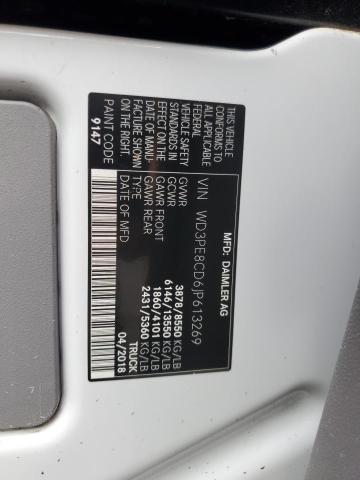 MFD: DAIMLER AG
VIN WD3PE8CD6JP613269
GVWR 3878/8550 KG/LB
GCWR 6146/13550 KG/LB
GAWR FRONT 1860/4101 KG/LB
GAWR REAR 2431/5360 KG/LB
TYPE TRUCK
DATE OF MFD 04/2018
THIS VEHICLE
CONFORMS TO
ALL APPLICABLE
FEDERAL
VEHICLE SAFETY
STANDARDS IN
EFFECT ON THE
DATE OF MANU-
FACTURE SHOWN
ON THE RIGHT
PAINT CODE
9147